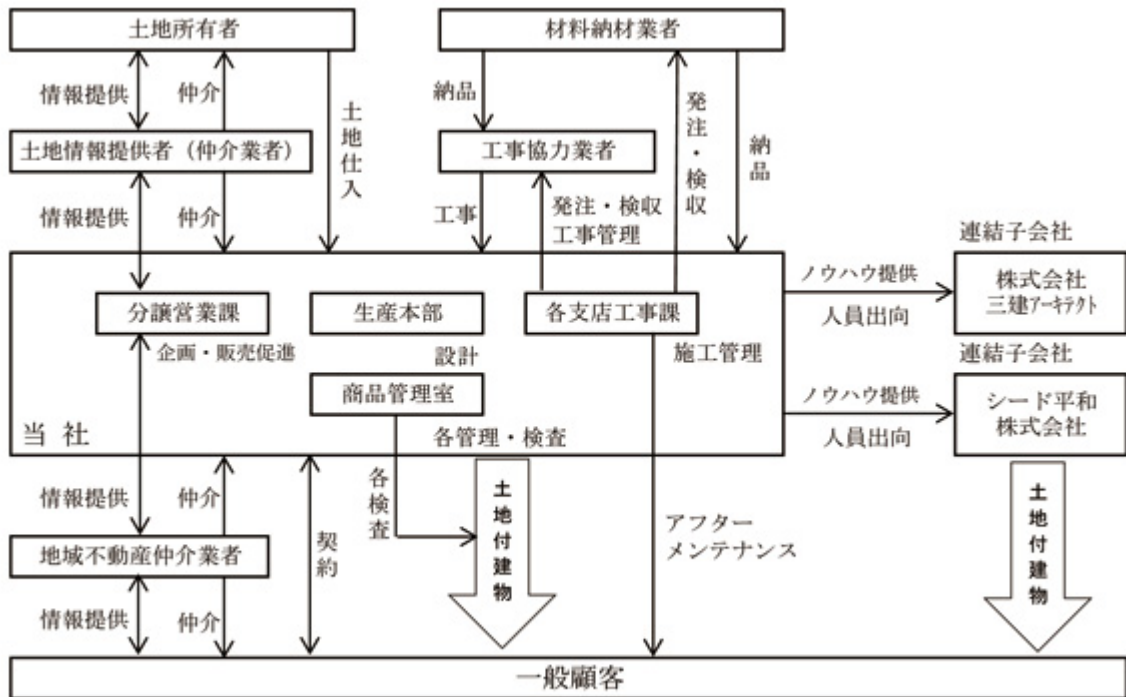 土地所有者
材料納材業者
情報提供
仲介
土地仕入
納品
発注・検収
納品
土地情報提供者（仲介業者）
工事協力業者
情報提供
仲介
工事
発注・検収
工事管理
連結子会社
ノウハウ提供
人員出向
株式会社
三建アーキテクト
分譲営業課
生産本部
各支店工事課
企画・販売促進
設計
施工管理
連結子会社
商品管理室
ノウハウ提供
人員出向
シード平和
株式会社
当 社
各管理・検査
情報提供
仲介
契約
各検査
土地付建物
アフター
メンテナンス
土地付建物
地域不動産仲介業者
情報提供
仲介
一般顧客